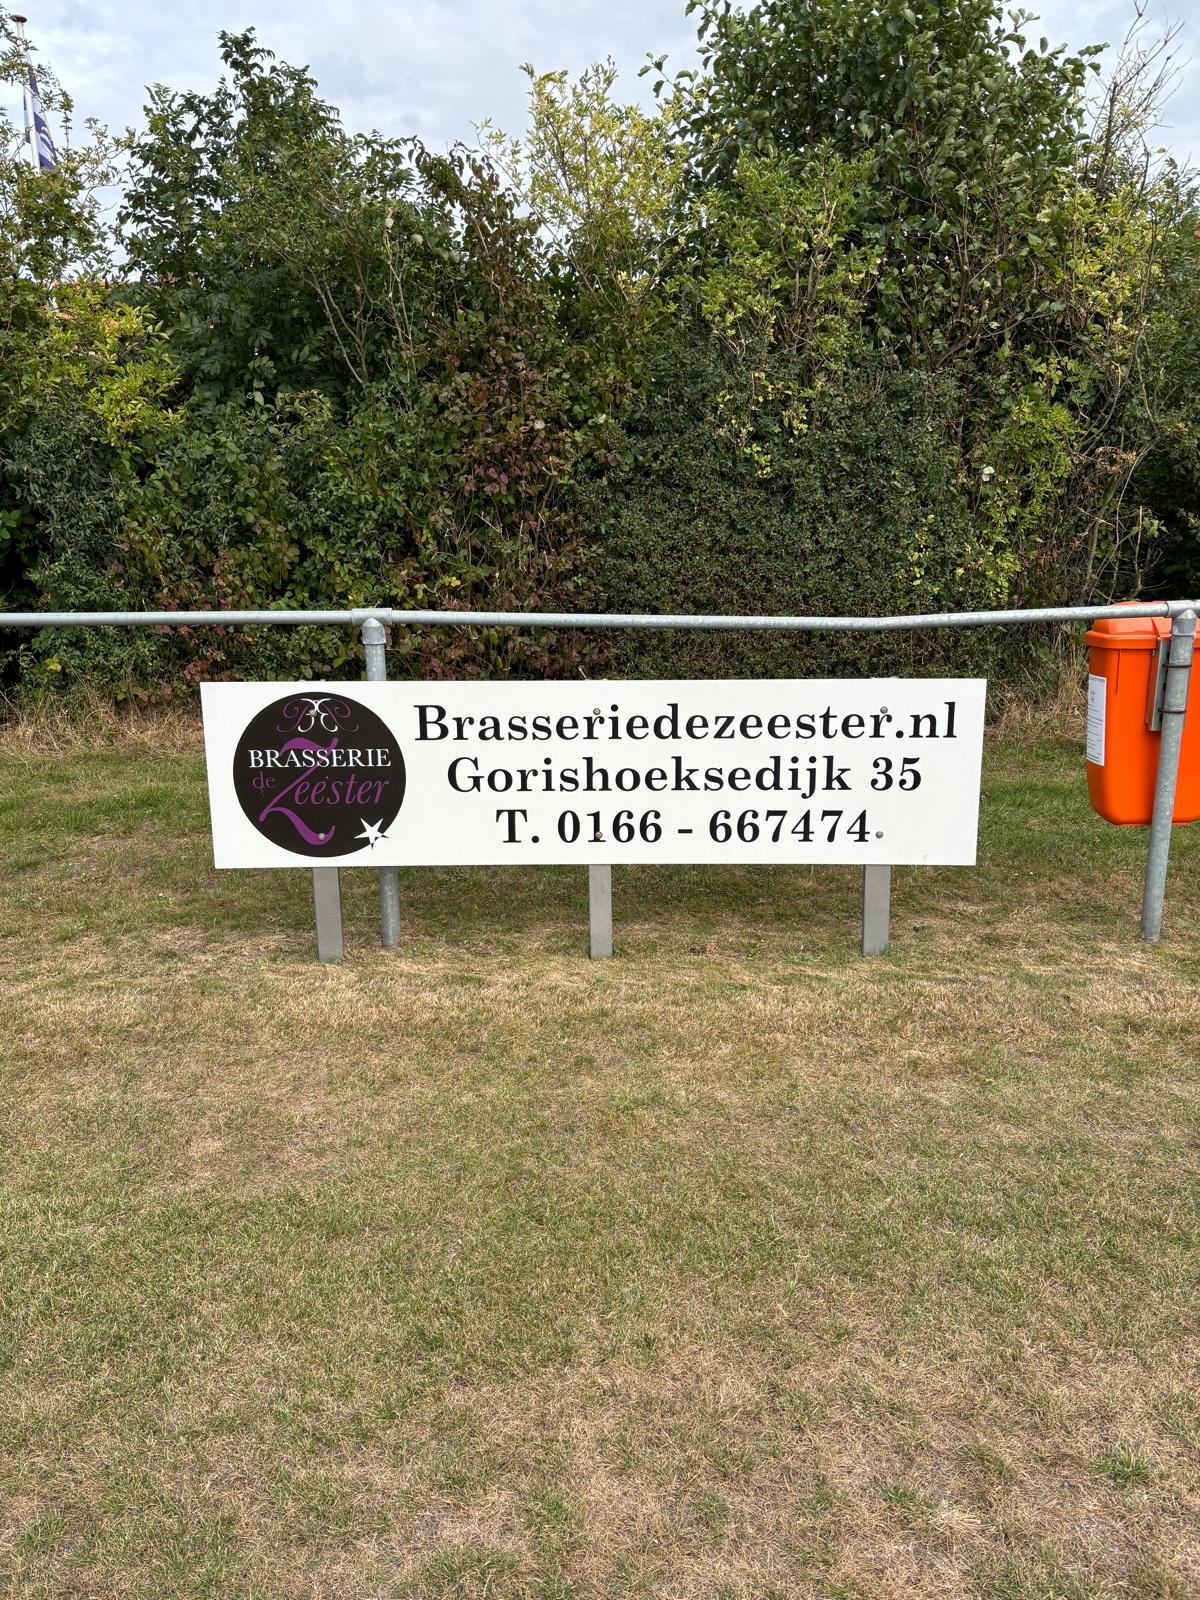 BRASSERIE
de Zeester
Brasseriedezeester.nl
Gorishoeksedijk 35
T. 0166 - 667474